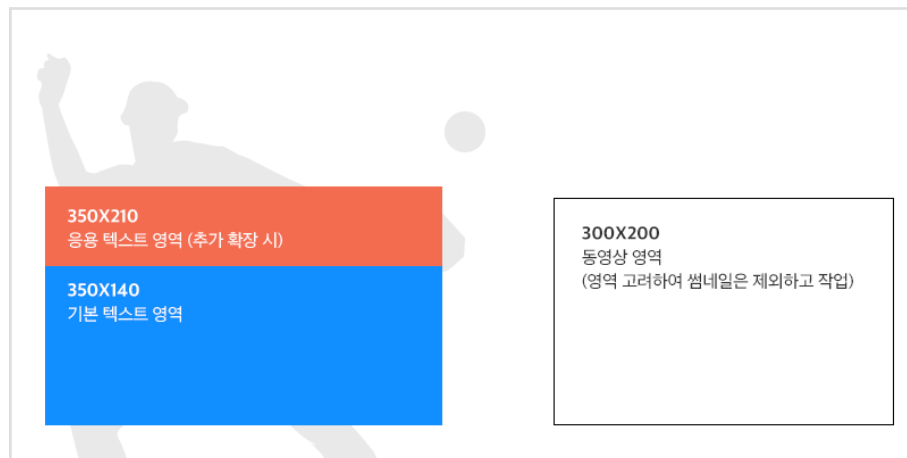 350X210
응용 텍스트 영역 (추가 확장 시)
350X140
기본 텍스트 영역
300X200
동영상 영역
(영역 고려하여 썸네일은 제외하고 작업)